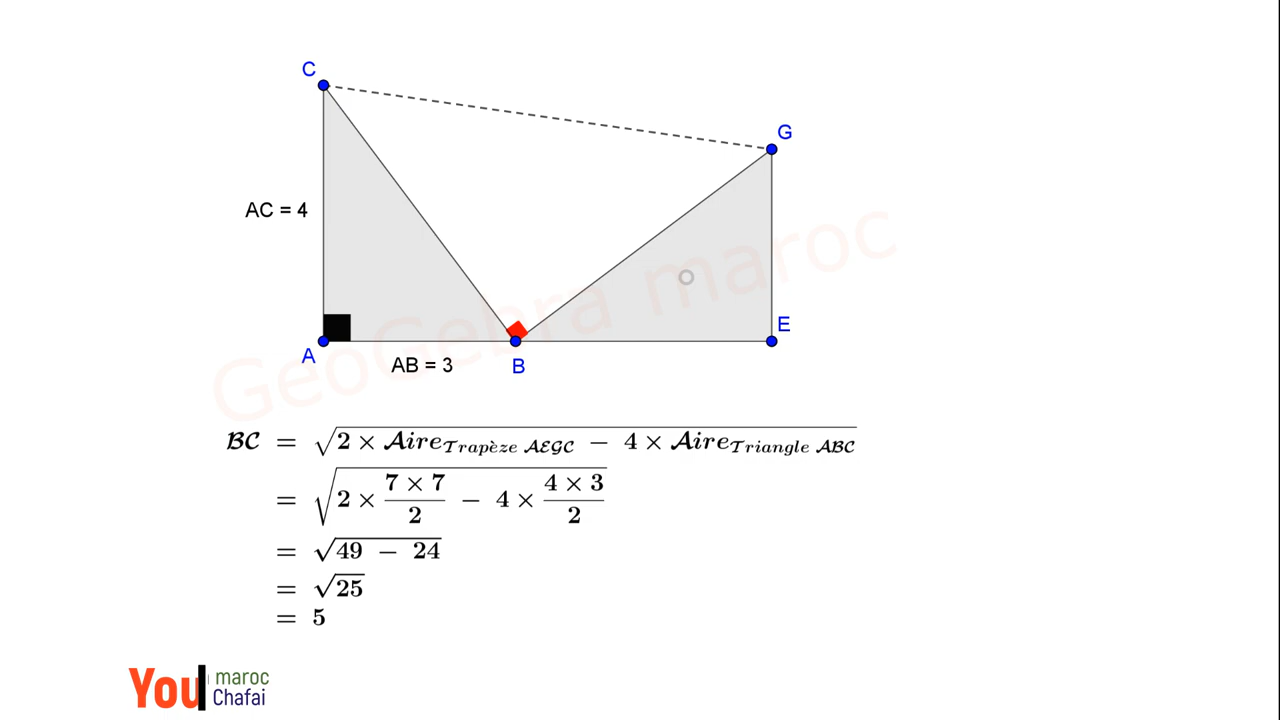 C
G
AC = 4
E
A
AB = 3
B
GeoGebra maroc
BC = √(2 × Aire_Trapèze AEGC − 4 × Aire_Triangle ABC)
= √(2 × (7 × 7)/2 − 4 × (4 × 3)/2)
= √(49 − 24)
= √25
= 5
You maroc
Chafai